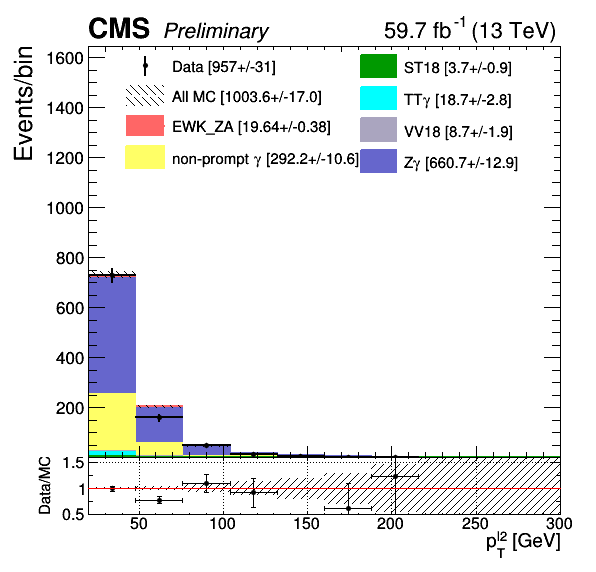 CMS Preliminary 59.7 fb⁻¹ (13 TeV)
Events/bin
1600
1400
1200
1000
800
600
400
200
Data [957+/-31]
All MC [1003.6+/-17.0]
EWK_ZA [19.64+/-0.38]
non-prompt γ [292.2+/-10.6]
ST18 [3.7+/-0.9]
TTγ [18.7+/-2.8]
VV18 [8.7+/-1.9]
Zγ [660.7+/-12.9]
Data/MC
1.5
1
0.5
50 100 150 200 250 300
p_T^l2 [GeV]